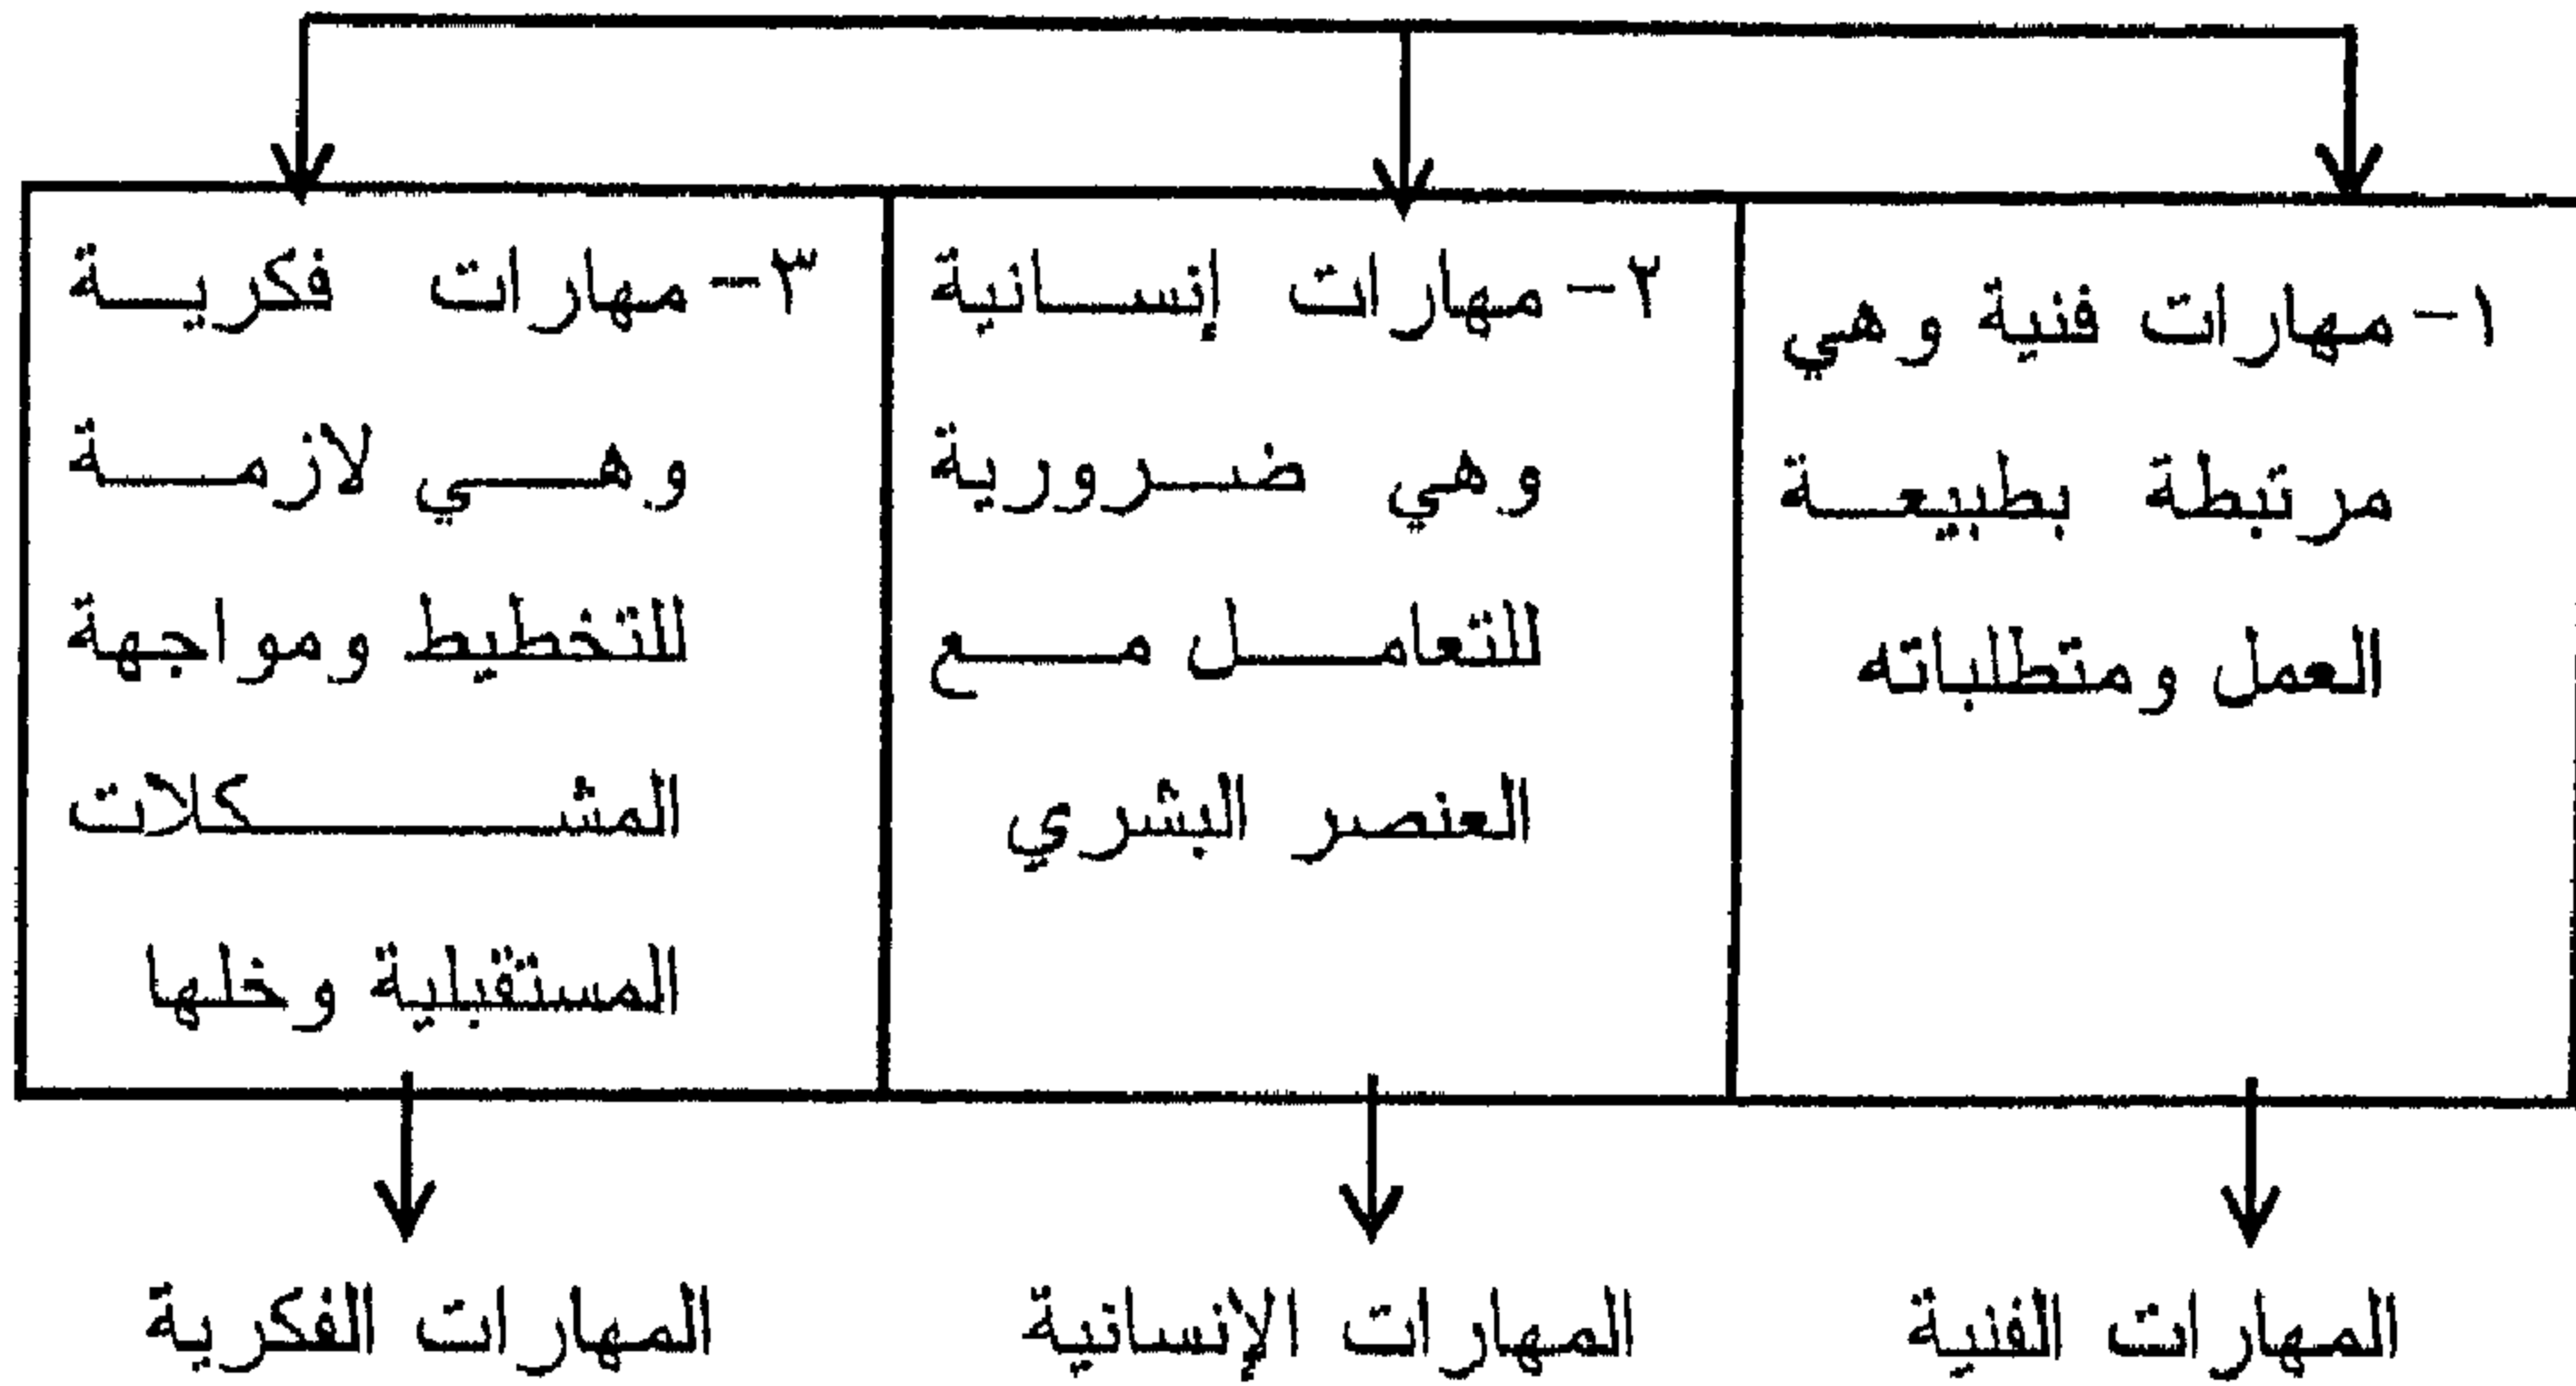 ١- مهارات فنية وهي
مرتبطة بطبيعة
العمل ومتطلباته
٢- مهارات إنسانية
وهي ضرورية
للتعامل مع
العنصر البشري
٣- مهارات فكرية
وهي لازمة
للتخطيط ومواجهة
المشكلات
المستقبلية وخلها
المهارات الفنية
المهارات الإنسانية
المهارات الفكرية